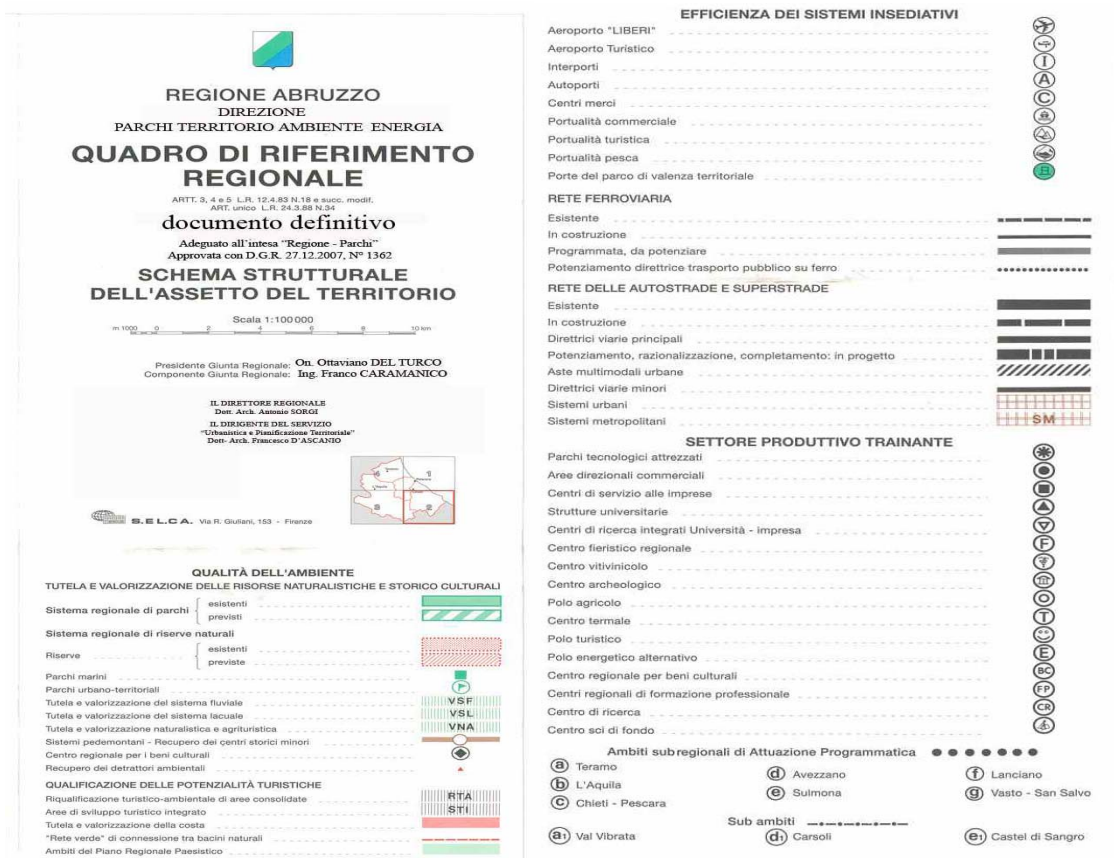 REGIONE ABRUZZO
DIREZIONE
PARCHI TERRITORIO AMBIENTE ENERGIA
QUADRO DI RIFERIMENTO
REGIONALE
ARTT. 3, 4 e 5 L.R. 12.4.83 N.18 e succ. modif.
ART. unico L.R. 24.3.88 N.34
documento definitivo
Adeguato all'intesa "Regione - Parchi"
Approvata con D.G.R. 27.12.2007, N° 1362
SCHEMA STRUTTURALE
DELL'ASSETTO DEL TERRITORIO
Scala 1:100000
m 1000 0 2 4 6 8 10 km
Presidente Giunta Regionale: On. Ottaviano DEL TURCO
Componente Giunta Regionale: Ing. Franco CARAMANICO
IL DIRETTORE REGIONALE
Dott. Arch. Antonio SORGI
IL DIRIGENTE DEL SERVIZIO
"Urbanistica e Pianificazione Territoriale"
Dott- Arch. Francesco D'ASCANIO
4 1
3 2
S.EL.C.A. Via R. Giuliani, 153 - Firenze
QUALITÀ DELL'AMBIENTE
TUTELA E VALORIZZAZIONE DELLE RISORSE NATURALISTICHE E STORICO CULTURALI
Sistema regionale di parchi
esistenti
previsti
Sistema regionale di riserve naturali
Riserve
esistenti
previste
Parchi marini
Parchi urbano-territoriali
Tutela e valorizzazione del sistema fluviale VSF
Tutela e valorizzazione del sistema lacuale VSL
Tutela e valorizzazione naturalistica e agrituristica VNA
Sistemi pedemontani - Recupero dei centri storici minori
Centro regionale per i beni culturali
Recupero dei detrattori ambientali
QUALIFICAZIONE DELLE POTENZIALITÀ TURISTICHE
Riqualificazione turistico-ambientale di aree consolidate RTA
Aree di sviluppo turistico integrato STI
Tutela e valorizzazione della costa
"Rete verde" di connessione tra bacini naturali
Ambiti del Piano Regionale Paesistico
EFFICIENZA DEI SISTEMI INSEDIATIVI
Aeroporto "LIBERI"
Aeroporto Turistico
Interporti I
Autoporti A
Centri merci C
Portualità commerciale
Portualità turistica
Portualità pesca
Porte del parco di valenza territoriale
RETE FERROVIARIA
Esistente
In costruzione
Programmata, da potenziare
Potenziamento direttrice trasporto pubblico su ferro
RETE DELLE AUTOSTRADE E SUPERSTRADE
Esistente
In costruzione
Direttrici viarie principali
Potenziamento, razionalizzazione, completamento: in progetto
Aste multimodali urbane
Direttrici viarie minori
Sistemi urbani
Sistemi metropolitani SM
SETTORE PRODUTTIVO TRAINANTE
Parchi tecnologici attrezzati
Aree direzionali commerciali
Centri di servizio alle imprese
Strutture universitarie
Centri di ricerca integrati Università - impresa
Centro fieristico regionale F
Centro vitivinicolo
Centro archeologico
Polo agricolo
Centro termale T
Polo turistico
Polo energetico alternativo E
Centro regionale per beni culturali BC
Centri regionali di formazione professionale FP
Centro di ricerca CR
Centro sci di fondo
Ambiti subregionali di Attuazione Programmatica
a Teramo
b L'Aquila
c Chieti - Pescara
d Avezzano
e Sulmona
f Lanciano
g Vasto - San Salvo
Sub ambiti
a1 Val Vibrata
d1 Carsoli
e1 Castel di Sangro